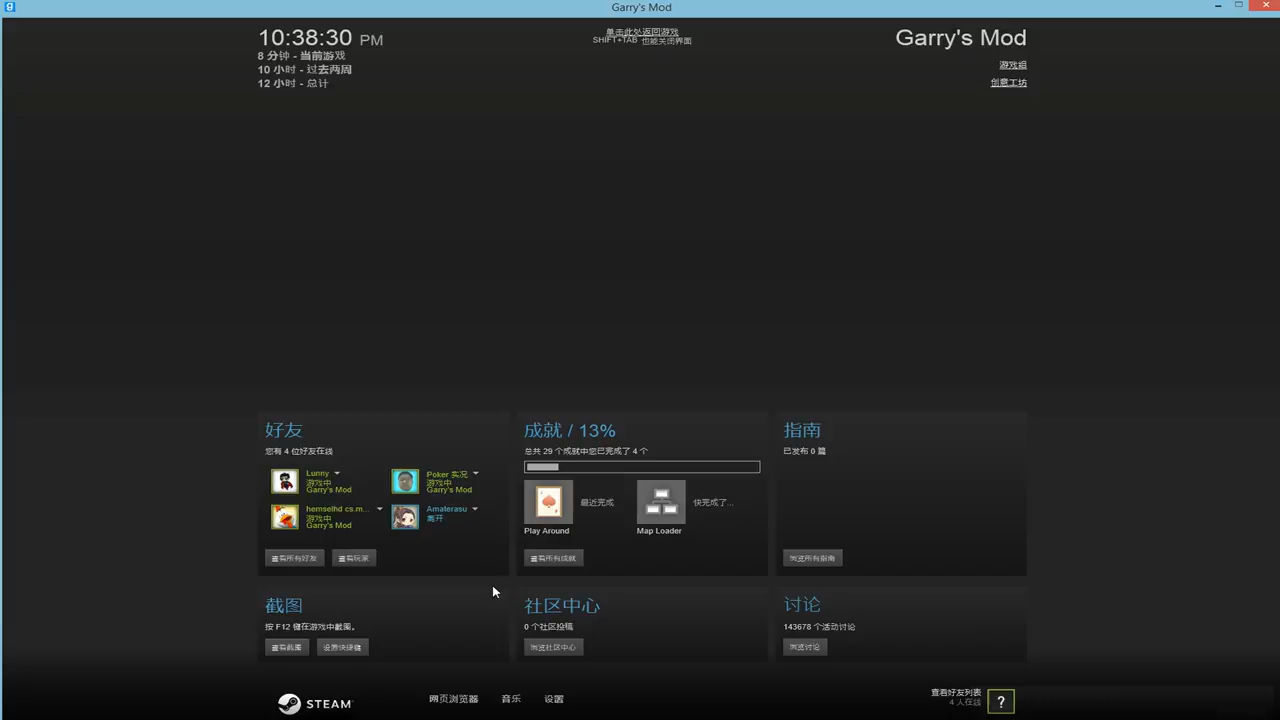 Garry's Mod
10:38:30 PM
8 分钟 - 当前游戏
10 小时 - 过去两周
12 小时 - 总计
单击此处返回游戏
SHIFT+TAB 也能关闭界面
Garry's Mod
游戏组
创意工坊
好友
您有 4 位好友在线
Lunny
游戏中
Garry's Mod
Poker 实况
游戏中
Garry's Mod
hemselhd cs.m...
游戏中
Garry's Mod
Amaterasu
离开
查看所有好友
查看玩家
成就 / 13%
总共 29 个成就中您已完成了 4 个
最近完成
快完成了...
Play Around
Map Loader
查看所有成就
指南
已发布 0 篇
浏览所有指南
截图
按 F12 键在游戏中截图。
查看截图
设置快捷键
社区中心
0 个社区投稿
浏览社区中心
讨论
143678 个活动讨论
浏览讨论
STEAM
网页浏览器
音乐
设置
查看好友列表
4 人在线
?